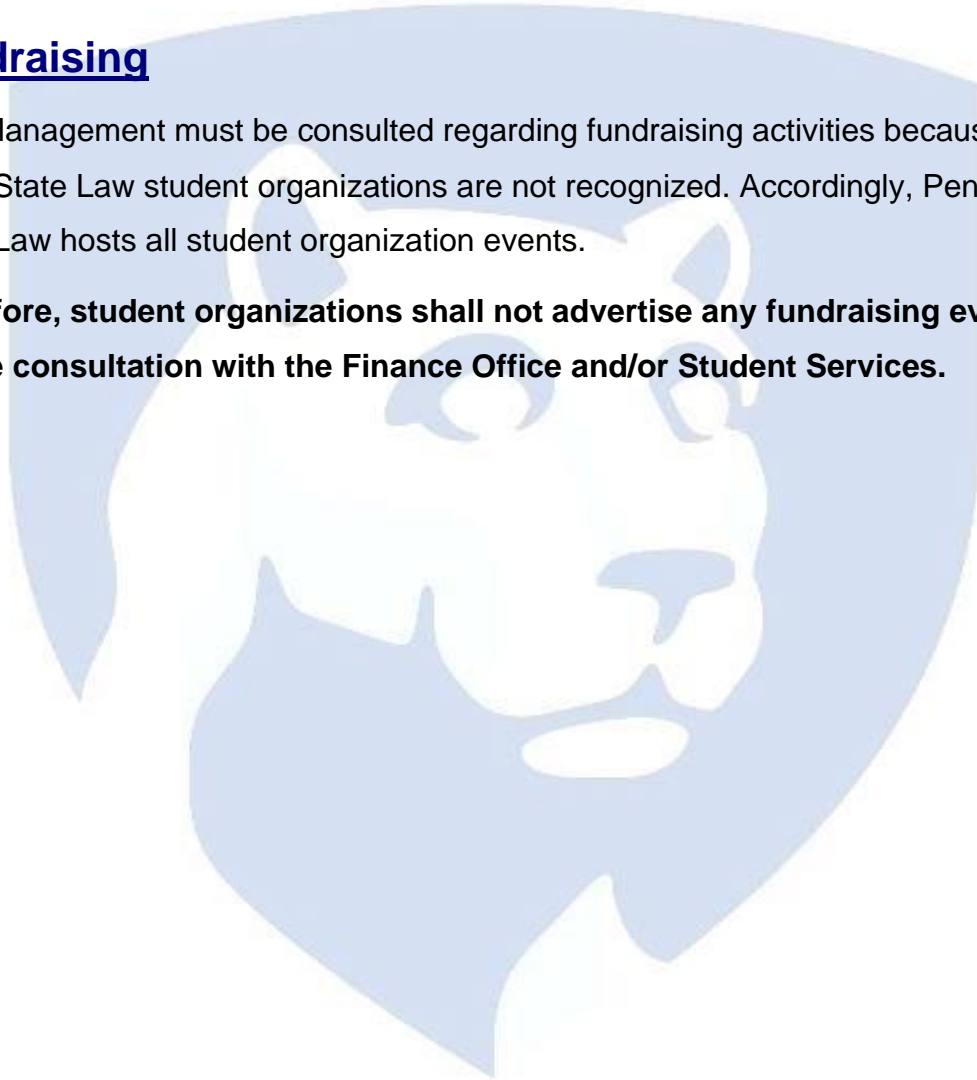 draising
Management must be consulted regarding fundraising activities becaus
State Law student organizations are not recognized. Accordingly, Pen
Law hosts all student organization events.
fore, student organizations shall not advertise any fundraising ev
e consultation with the Finance Office and/or Student Services.